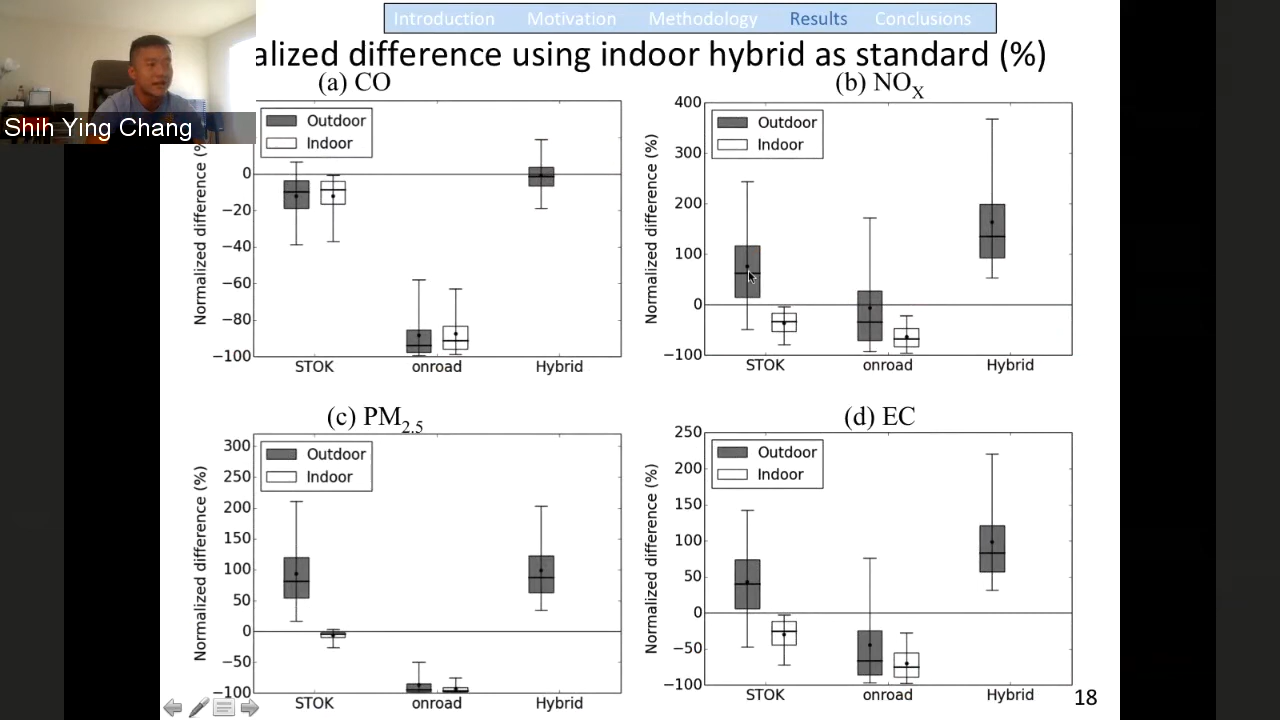 Introduction Motivation Methodology Results Conclusions
alized difference using indoor hybrid as standard (%)
Shih Ying Chang
(a) CO
Normalized difference (%
Outdoor
Indoor
0
−20
−40
−60
−80
−100
STOK onroad Hybrid
(b) NOX
Normalized difference (%)
Outdoor
Indoor
400
300
200
100
0
−100
STOK onroad Hybrid
(c) PM2.5
Normalized difference (%)
Outdoor
Indoor
300
250
200
150
100
50
0
−50
−100
STOK onroad Hybrid
(d) EC
Normalized difference (%)
Outdoor
Indoor
250
200
150
100
50
0
−50
−100
STOK onroad Hybrid
18